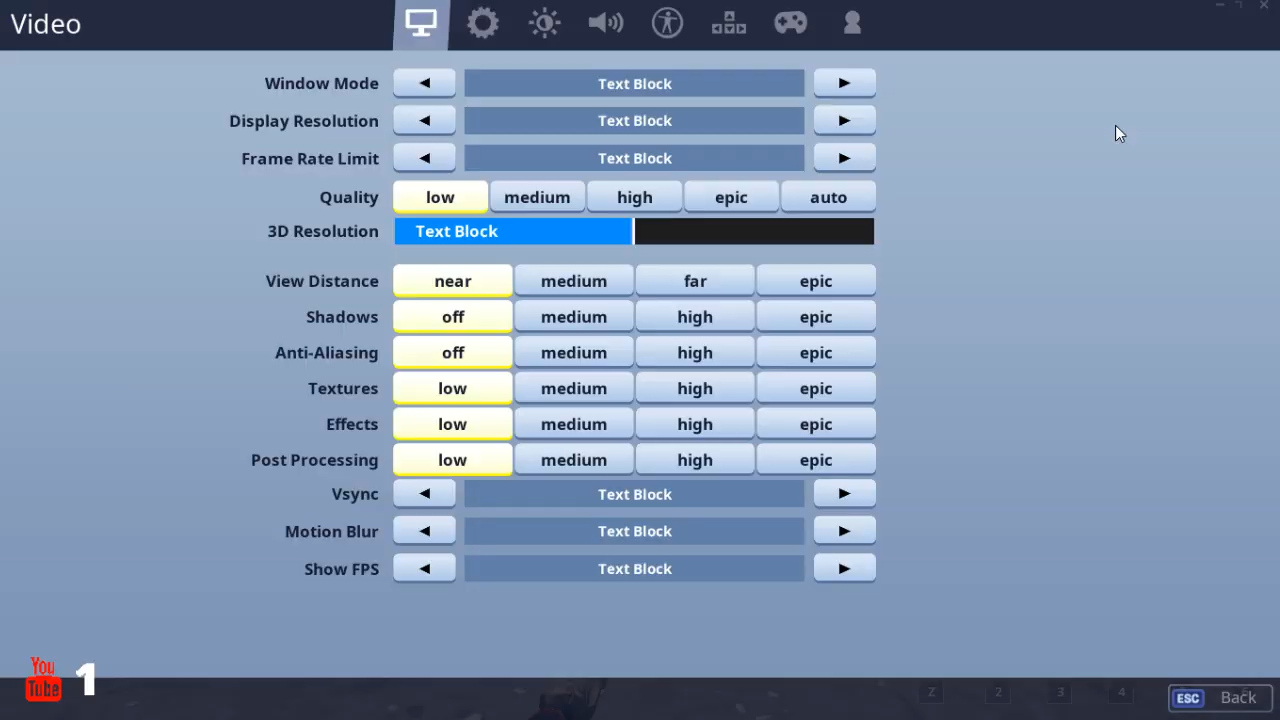 Video
Window Mode ◄ Text Block ►
Display Resolution ◄ Text Block ►
Frame Rate Limit ◄ Text Block ►
Quality low medium high epic auto
3D Resolution Text Block
View Distance near medium far epic
Shadows off medium high epic
Anti-Aliasing off medium high epic
Textures low medium high epic
Effects low medium high epic
Post Processing low medium high epic
Vsync ◄ Text Block ►
Motion Blur ◄ Text Block ►
Show FPS ◄ Text Block ►
You
Tube 1
Z 2 3 4
ESC Back